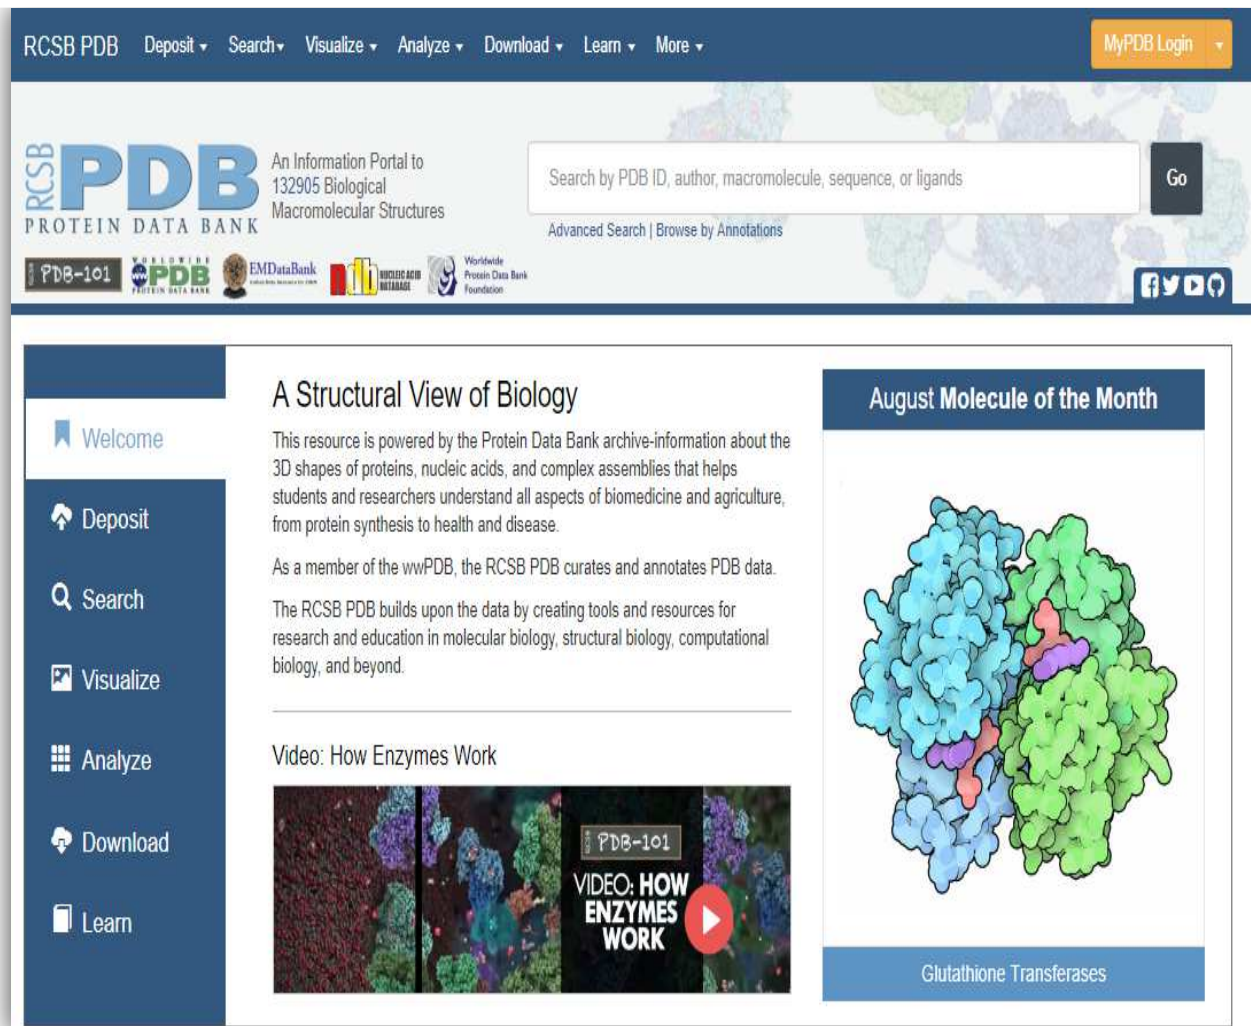 RCSB PDB Deposit Search Visualize Analyze Download Learn More MyPDB Login
RCSB
PDB
PROTEIN DATA BANK
An Information Portal to
132905 Biological
Macromolecular Structures
Search by PDB ID, author, macromolecule, sequence, or ligands
Go
Advanced Search | Browse by Annotations
PDB-101
WORLDWIDE
PDB
PROTEIN DATA BANK
EMDataBank
ndb
NUCLEIC ACID
DATABASE
Worldwide
Protein Data Bank
Foundation
Welcome
Deposit
Search
Visualize
Analyze
Download
Learn
A Structural View of Biology
This resource is powered by the Protein Data Bank archive-information about the
3D shapes of proteins, nucleic acids, and complex assemblies that helps
students and researchers understand all aspects of biomedicine and agriculture,
from protein synthesis to health and disease.
As a member of the wwPDB, the RCSB PDB curates and annotates PDB data.
The RCSB PDB builds upon the data by creating tools and resources for
research and education in molecular biology, structural biology, computational
biology, and beyond.
Video: How Enzymes Work
PDB-101
VIDEO: HOW
ENZYMES
WORK
August Molecule of the Month
Glutathione Transferases